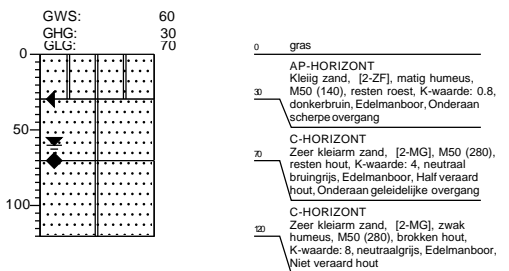 GWS: 60
GHG: 30
GLG: 70
0
50
100
0 gras
AP-HORIZONT
Kleiig zand, [2-ZF], matig humeus,
M50 (140), resten roest, K-waarde: 0.8,
donkerbruin, Edelmanboor, Onderaan
scherpe overgang
30
C-HORIZONT
Zeer kleiarm zand, [2-MG], M50 (280),
resten hout, K-waarde: 4, neutraal
bruingrijs, Edelmanboor, Half veraard
hout, Onderaan geleidelijke overgang
70
C-HORIZONT
Zeer kleiarm zand, [2-MG], zwak
humeus, M50 (280), brokken hout,
K-waarde: 8, neutraalgrijs, Edelmanboor,
Niet veraard hout
120